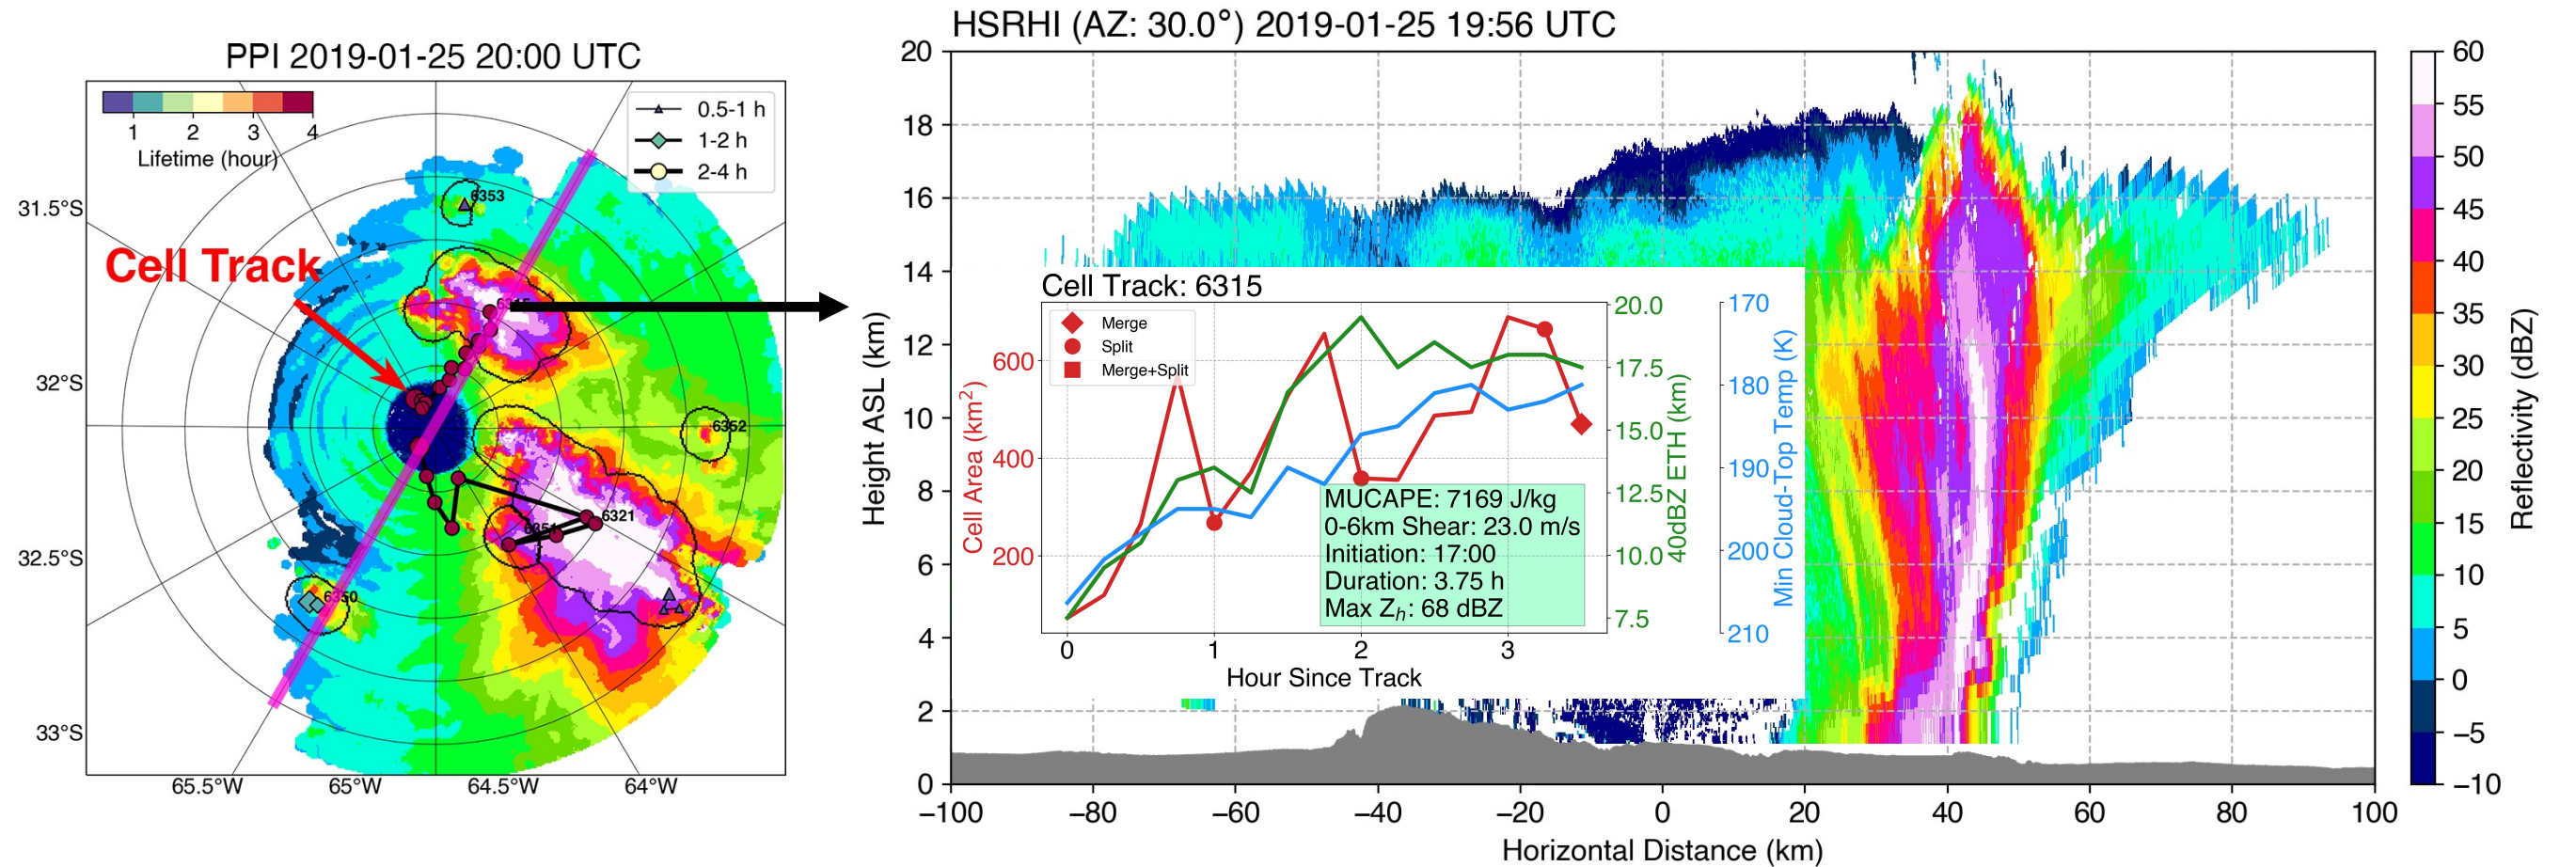 PPI 2019-01-25 20:00 UTC
1 2 3 4
Lifetime (hour)
0.5-1 h
1-2 h
2-4 h
31.5°S
32°S
32.5°S
33°S
65.5°W 65°W 64.5°W 64°W
Cell Track
6353
6315
6352
6321
6351
6350
HSRHI (AZ: 30.0°) 2019-01-25 19:56 UTC
Height ASL (km)
20
18
16
14
12
10
8
6
4
2
0
−100 −80 −60 −40 −20 0 20 40 60 80 100
Horizontal Distance (km)
Cell Track: 6315
Merge
Split
Merge+Split
Cell Area (km²)
600
400
200
0 1 2 3
Hour Since Track
20.0
17.5
15.0
12.5
10.0
7.5
40dBZ ETH (km)
170
180
190
200
210
Min Cloud-Top Temp (K)
MUCAPE: 7169 J/kg
0-6km Shear: 23.0 m/s
Initiation: 17:00
Duration: 3.75 h
Max Zₕ: 68 dBZ
60
55
50
45
40
35
30
25
20
15
10
5
0
−5
−10
Reflectivity (dBZ)